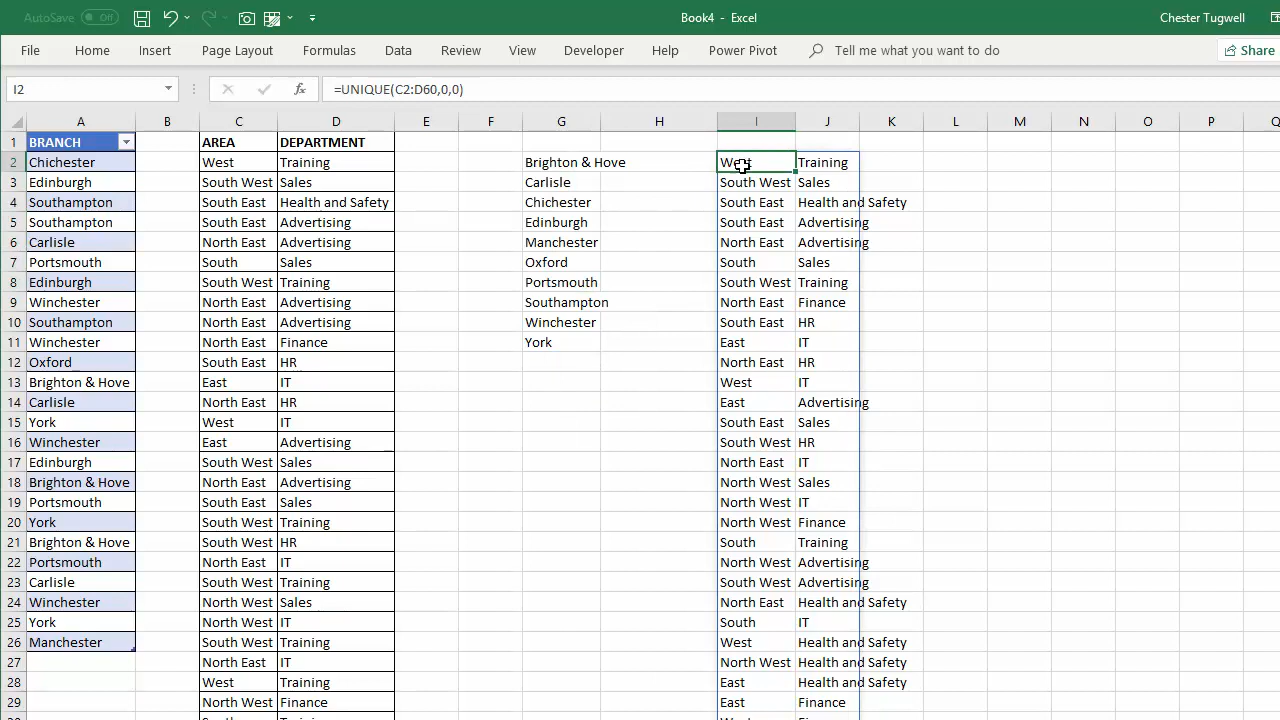 AutoSave Off Book4 - Excel Chester Tugwell
File Home Insert Page Layout Formulas Data Review View Developer Help Power Pivot Tell me what you want to do Share
I2 fx =UNIQUE(C2:D60,0,0)
A B C D E F G H I J K L M N O P Q
1 BRANCH AREA DEPARTMENT
2 Chichester West Training Brighton & Hove West Training
3 Edinburgh South West Sales Carlisle South West Sales
4 Southampton South East Health and Safety Chichester South East Health and Safety
5 Southampton South East Advertising Edinburgh South East Advertising
6 Carlisle North East Advertising Manchester North East Advertising
7 Portsmouth South Sales Oxford South Sales
8 Edinburgh South West Training Portsmouth South West Training
9 Winchester North East Advertising Southampton North East Finance
10 Southampton North East Advertising Winchester South East HR
11 Winchester North East Finance York East IT
12 Oxford South East HR North East HR
13 Brighton & Hove East IT West IT
14 Carlisle North East HR East Advertising
15 York West IT South East Sales
16 Winchester East Advertising South West HR
17 Edinburgh South West Sales North East IT
18 Brighton & Hove North East Advertising North West Sales
19 Portsmouth South East Sales North West IT
20 York South West Training North West Finance
21 Brighton & Hove South West HR South Training
22 Portsmouth North East IT North West Advertising
23 Carlisle South West Training South West Advertising
24 Winchester North West Sales North East Health and Safety
25 York North West IT South IT
26 Manchester South West Training West Health and Safety
27 North East IT North West Health and Safety
28 West Training East Health and Safety
29 North West Finance East Finance